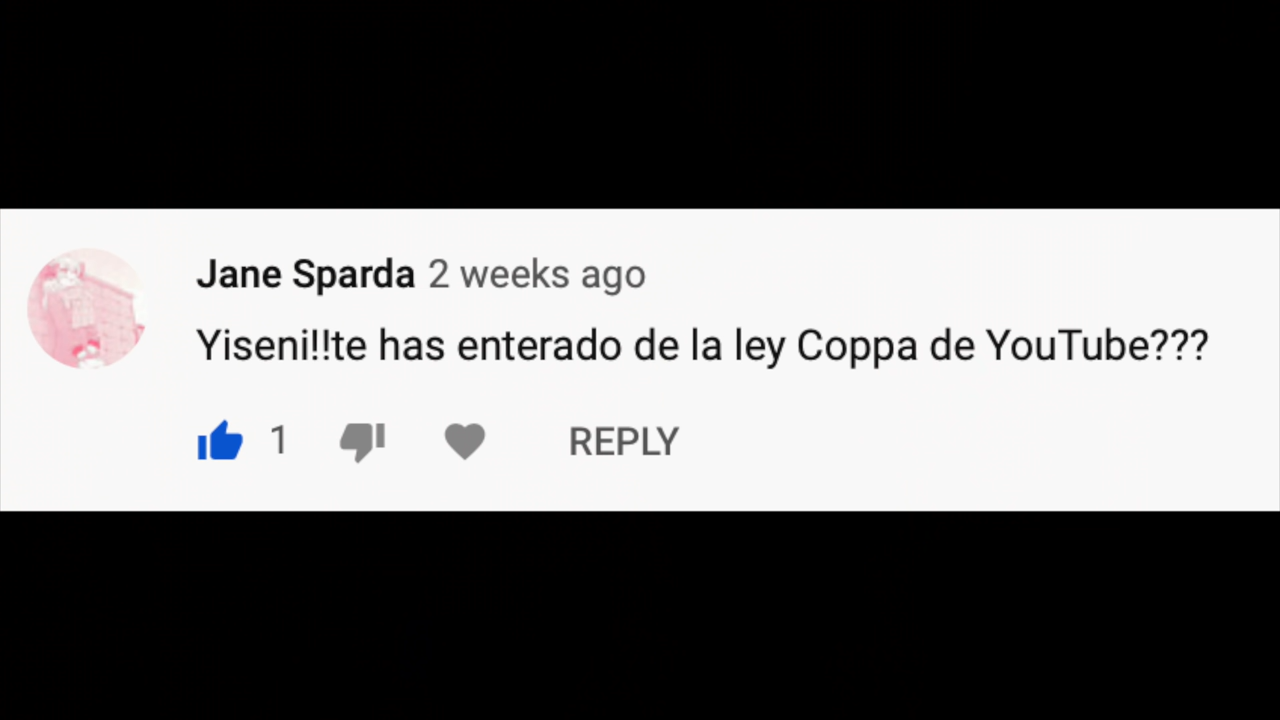 Jane Sparda 2 weeks ago
Yiseni!!te has enterado de la ley Coppa de YouTube???
1 REPLY